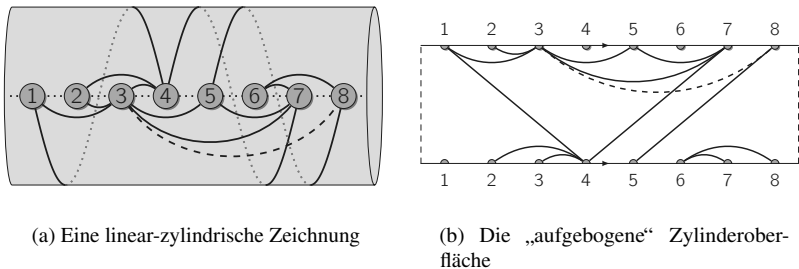 1 2 3 4 5 6 7 8
1 2 3 4 5 6 7 8
1 2 3 4 5 6 7 8
(a) Eine linear-zylindrische Zeichnung
(b) Die „aufgebogene“ Zylinderober-
fläche